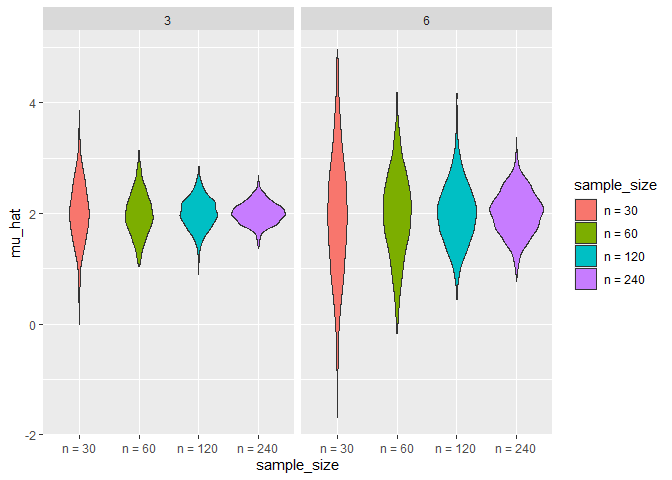 3
6
mu_hat
4
2
0
-2
n = 30
n = 60
n = 120
n = 240
n = 30
n = 60
n = 120
n = 240
sample_size
sample_size
n = 30
n = 60
n = 120
n = 240